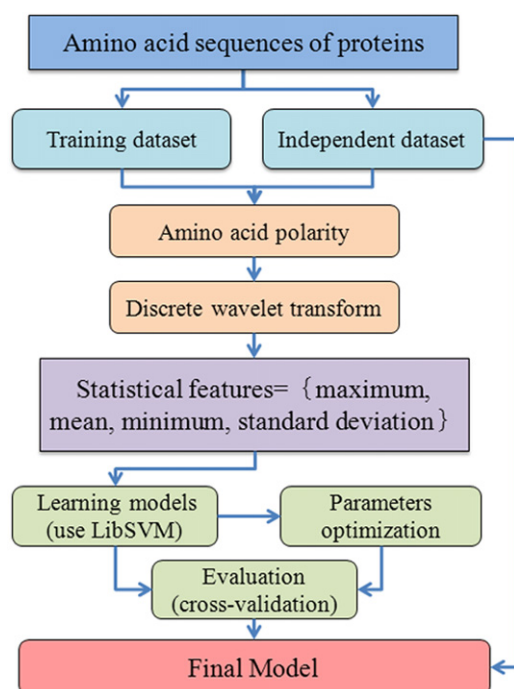 Amino acid sequences of proteins
Training dataset
Independent dataset
Amino acid polarity
Discrete wavelet transform
Statistical features= {maximum,
mean, minimum, standard deviation}
Learning models
(use LibSVM)
Parameters
optimization
Evaluation
(cross-validation)
Final Model